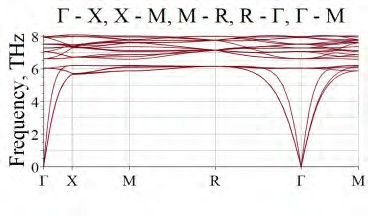 Γ - X, X - M, M - R, R - Γ, Γ - M
Frequency, THz
8
6
4
2
0
Γ X M R Γ M